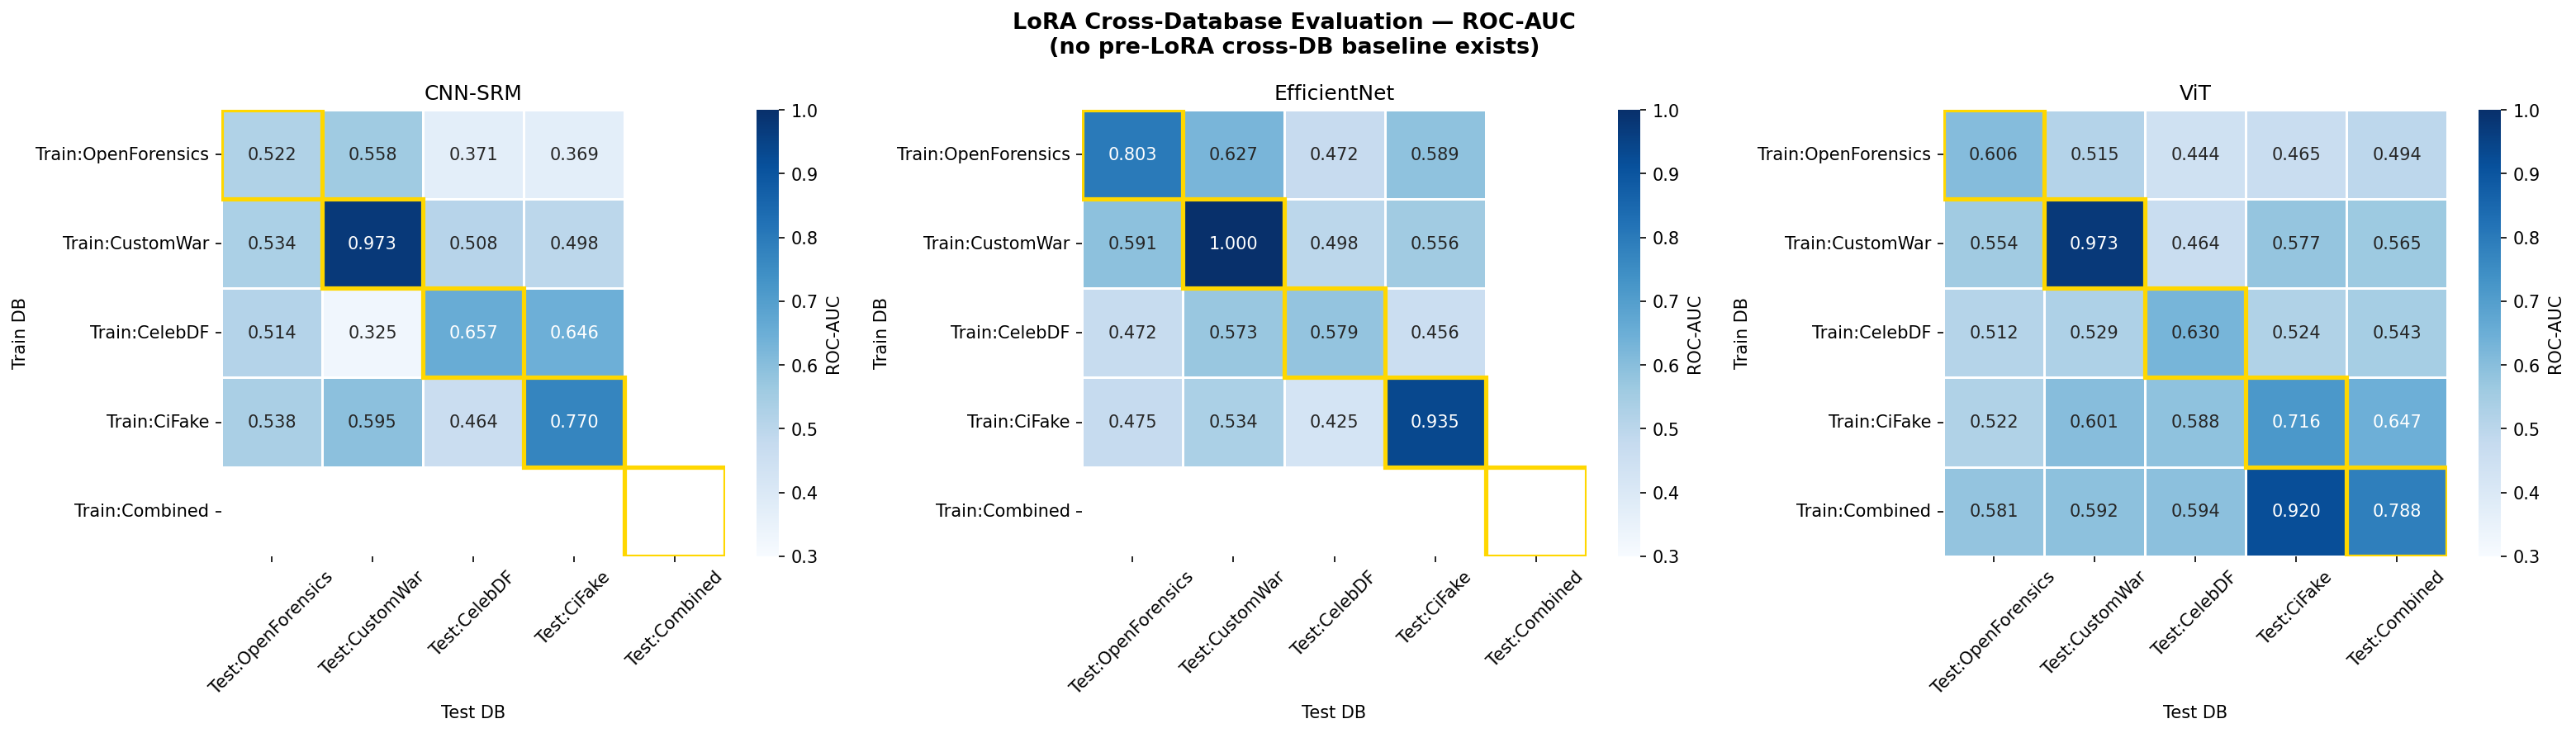 LoRA Cross-Database Evaluation — ROC-AUC
(no pre-LoRA cross-DB baseline exists)
CNN-SRM
Train DB
Train:OpenForensics 0.522 0.558 0.371 0.369
Train:CustomWar 0.534 0.973 0.508 0.498
Train:CelebDF 0.514 0.325 0.657 0.646
Train:CiFake 0.538 0.595 0.464 0.770
Train:Combined
Test:OpenForensics Test:CustomWar Test:CelebDF Test:CiFake Test:Combined
Test DB
1.0
0.9
0.8
0.7
0.6
0.5
0.4
0.3
ROC-AUC
EfficientNet
Train DB
Train:OpenForensics 0.803 0.627 0.472 0.589
Train:CustomWar 0.591 1.000 0.498 0.556
Train:CelebDF 0.472 0.573 0.579 0.456
Train:CiFake 0.475 0.534 0.425 0.935
Train:Combined
Test:OpenForensics Test:CustomWar Test:CelebDF Test:CiFake Test:Combined
Test DB
1.0
0.9
0.8
0.7
0.6
0.5
0.4
0.3
ROC-AUC
ViT
Train DB
Train:OpenForensics 0.606 0.515 0.444 0.465 0.494
Train:CustomWar 0.554 0.973 0.464 0.577 0.565
Train:CelebDF 0.512 0.529 0.630 0.524 0.543
Train:CiFake 0.522 0.601 0.588 0.716 0.647
Train:Combined 0.581 0.592 0.594 0.920 0.788
Test:OpenForensics Test:CustomWar Test:CelebDF Test:CiFake Test:Combined
Test DB
1.0
0.9
0.8
0.7
0.6
0.5
0.4
0.3
ROC-AUC